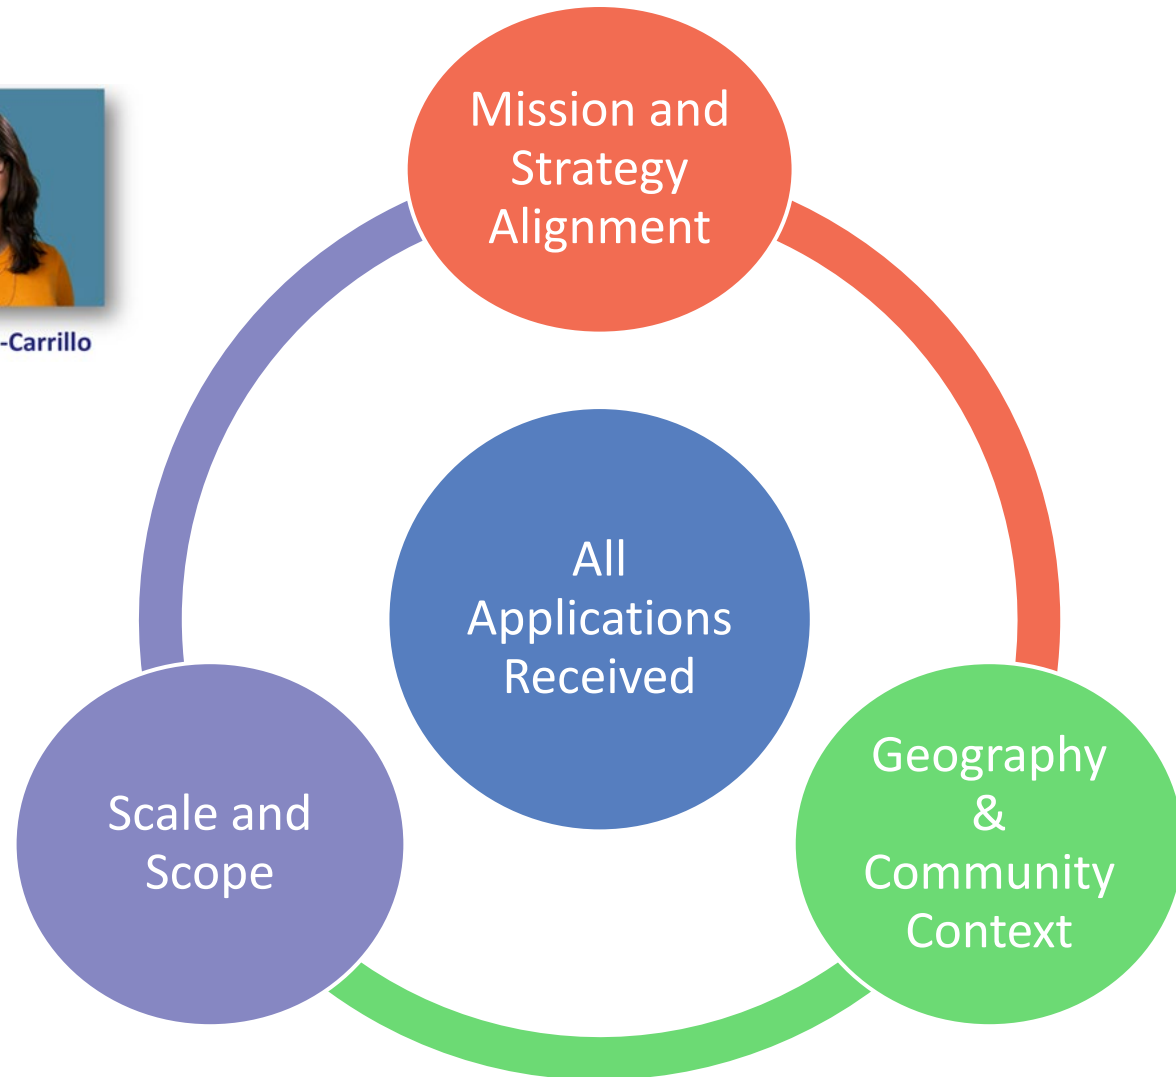 Mission and
Strategy
Alignment
-Carrillo
All
Applications
Received
Geography
&
Community
Context
Scale and
Scope